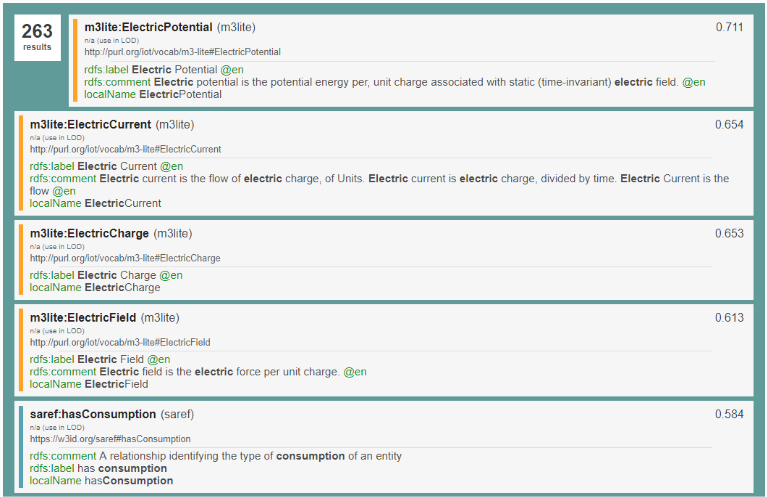 263
results
m3lite:ElectricPotential (m3lite)
0.711
n/a (use in LOD)
http://purl.org/iot/vocab/m3-lite#ElectricPotential
rdfs:label Electric Potential @en
rdfs:comment Electric potential is the potential energy per, unit charge associated with static (time-invariant) electric field. @en
localName ElectricPotential
m3lite:ElectricCurrent (m3lite)
0.654
n/a (use in LOD)
http://purl.org/iot/vocab/m3-lite#ElectricCurrent
rdfs:label Electric Current @en
rdfs:comment Electric current is the flow of electric charge, of Units. Electric current is electric charge, divided by time. Electric Current is the
flow @en
localName ElectricCurrent
m3lite:ElectricCharge (m3lite)
0.653
n/a (use in LOD)
http://purl.org/iot/vocab/m3-lite#ElectricCharge
rdfs:label Electric Charge @en
localName ElectricCharge
m3lite:ElectricField (m3lite)
0.613
n/a (use in LOD)
http://purl.org/iot/vocab/m3-lite#ElectricField
rdfs:label Electric Field @en
rdfs:comment Electric field is the electric force per unit charge. @en
localName ElectricField
saref:hasConsumption (saref)
0.584
n/a (use in LOD)
https://w3id.org/saref#hasConsumption
rdfs:comment A relationship identifying the type of consumption of an entity
rdfs:label has consumption
localName hasConsumption